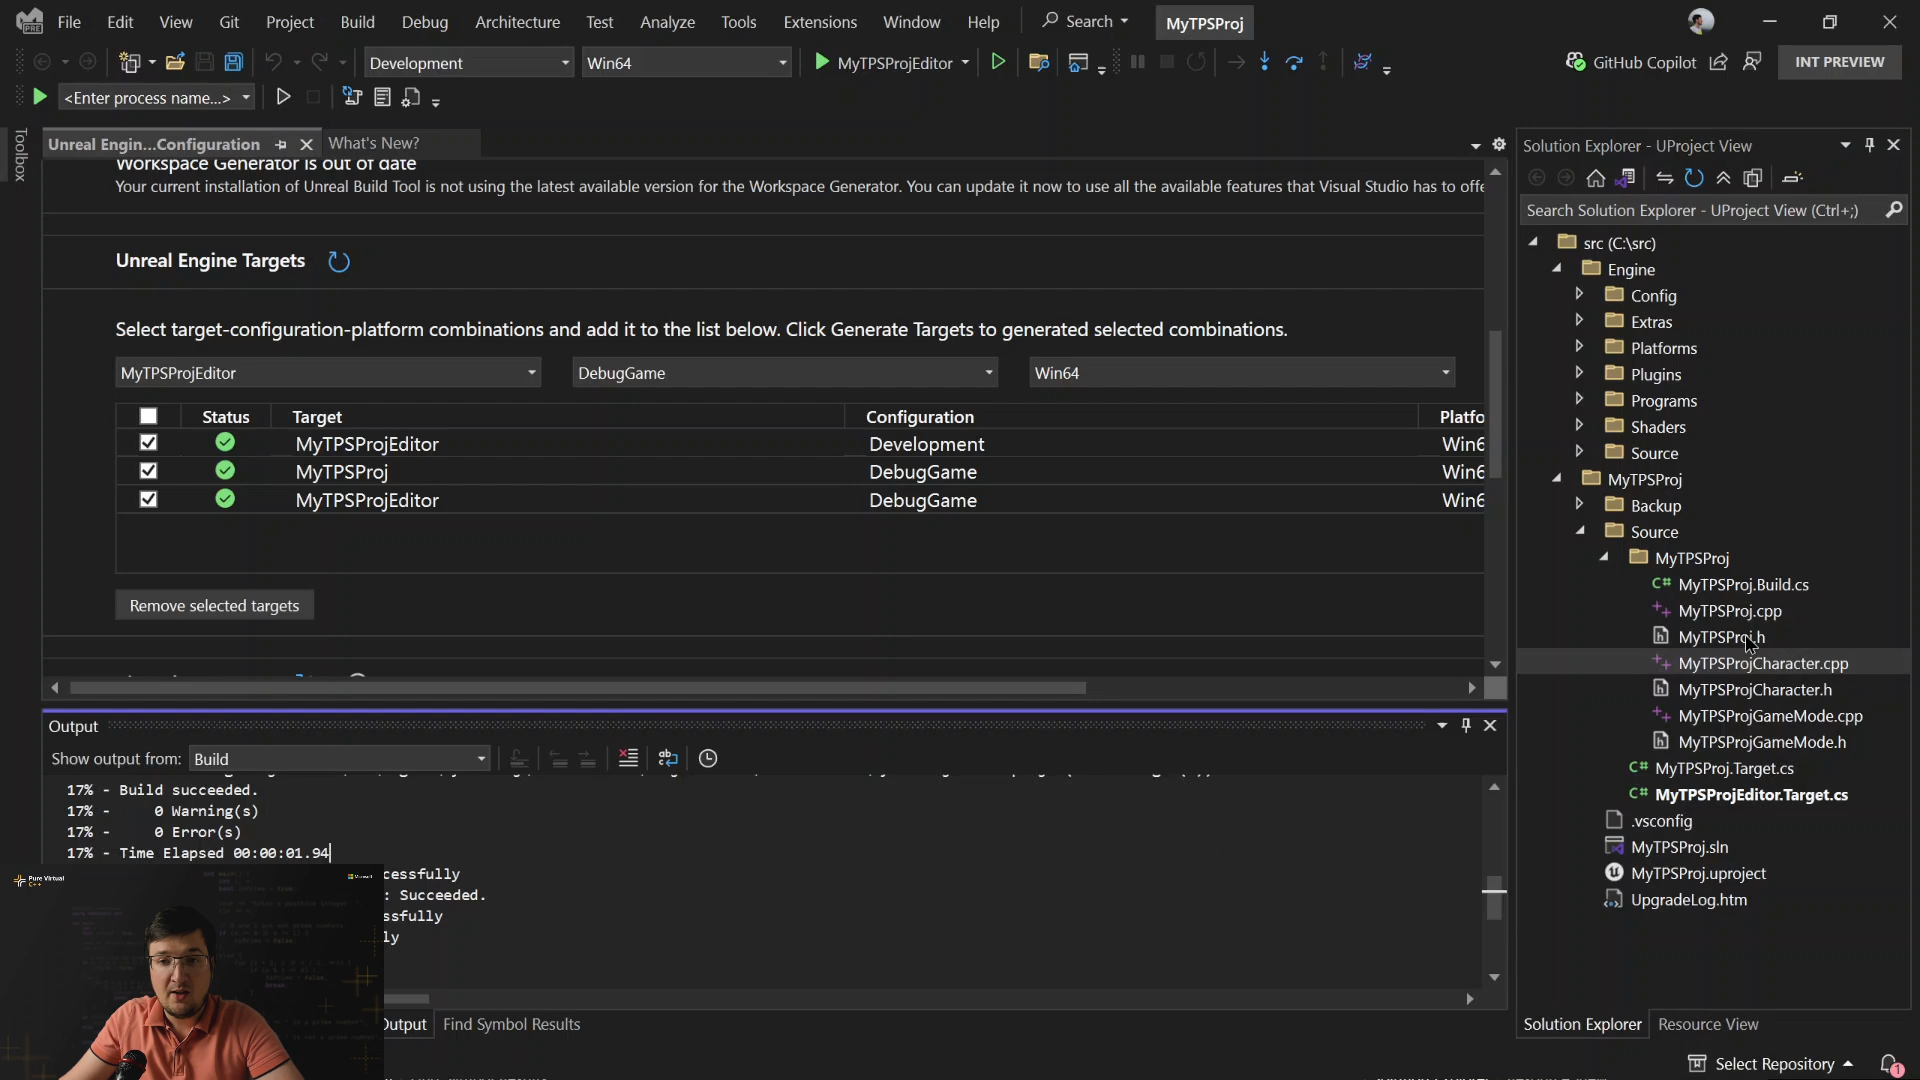 File Edit View Git Project Build Debug Architecture Test Analyze Tools Extensions Window Help Search MyTPSProj
Development Win64 MyTPSProjEditor GitHub Copilot INT PREVIEW
<Enter process name...>
Toolbox
Unreal Engin...Configuration What's New?
Workspace Generator is out of date
Your current installation of Unreal Build Tool is not using the latest available version for the Workspace Generator. You can update it now to use all the available features that Visual Studio has to offe
Unreal Engine Targets
Select target-configuration-platform combinations and add it to the list below. Click Generate Targets to generated selected combinations.
MyTPSProjEditor DebugGame Win64
Status Target Configuration Platfo
MyTPSProjEditor Development Win6
MyTPSProj DebugGame Win6
MyTPSProjEditor DebugGame Win6
Remove selected targets
Output
Show output from: Build
17% - Build succeeded.
17% - 0 Warning(s)
17% - 0 Error(s)
17% - Time Elapsed 00:00:01.94
cessfully
: Succeeded.
ssfully
ly
Pure Virtual
C++
Microsoft
Output Find Symbol Results
Solution Explorer - UProject View
Search Solution Explorer - UProject View (Ctrl+;)
src (C:\src)
Engine
Config
Extras
Platforms
Plugins
Programs
Shaders
Source
MyTPSProj
Backup
Source
MyTPSProj
MyTPSProj.Build.cs
MyTPSProj.cpp
MyTPSProj.h
MyTPSProjCharacter.cpp
MyTPSProjCharacter.h
MyTPSProjGameMode.cpp
MyTPSProjGameMode.h
MyTPSProj.Target.cs
MyTPSProjEditor.Target.cs
.vsconfig
MyTPSProj.sln
MyTPSProj.uproject
UpgradeLog.htm
Solution Explorer Resource View
Select Repository 1